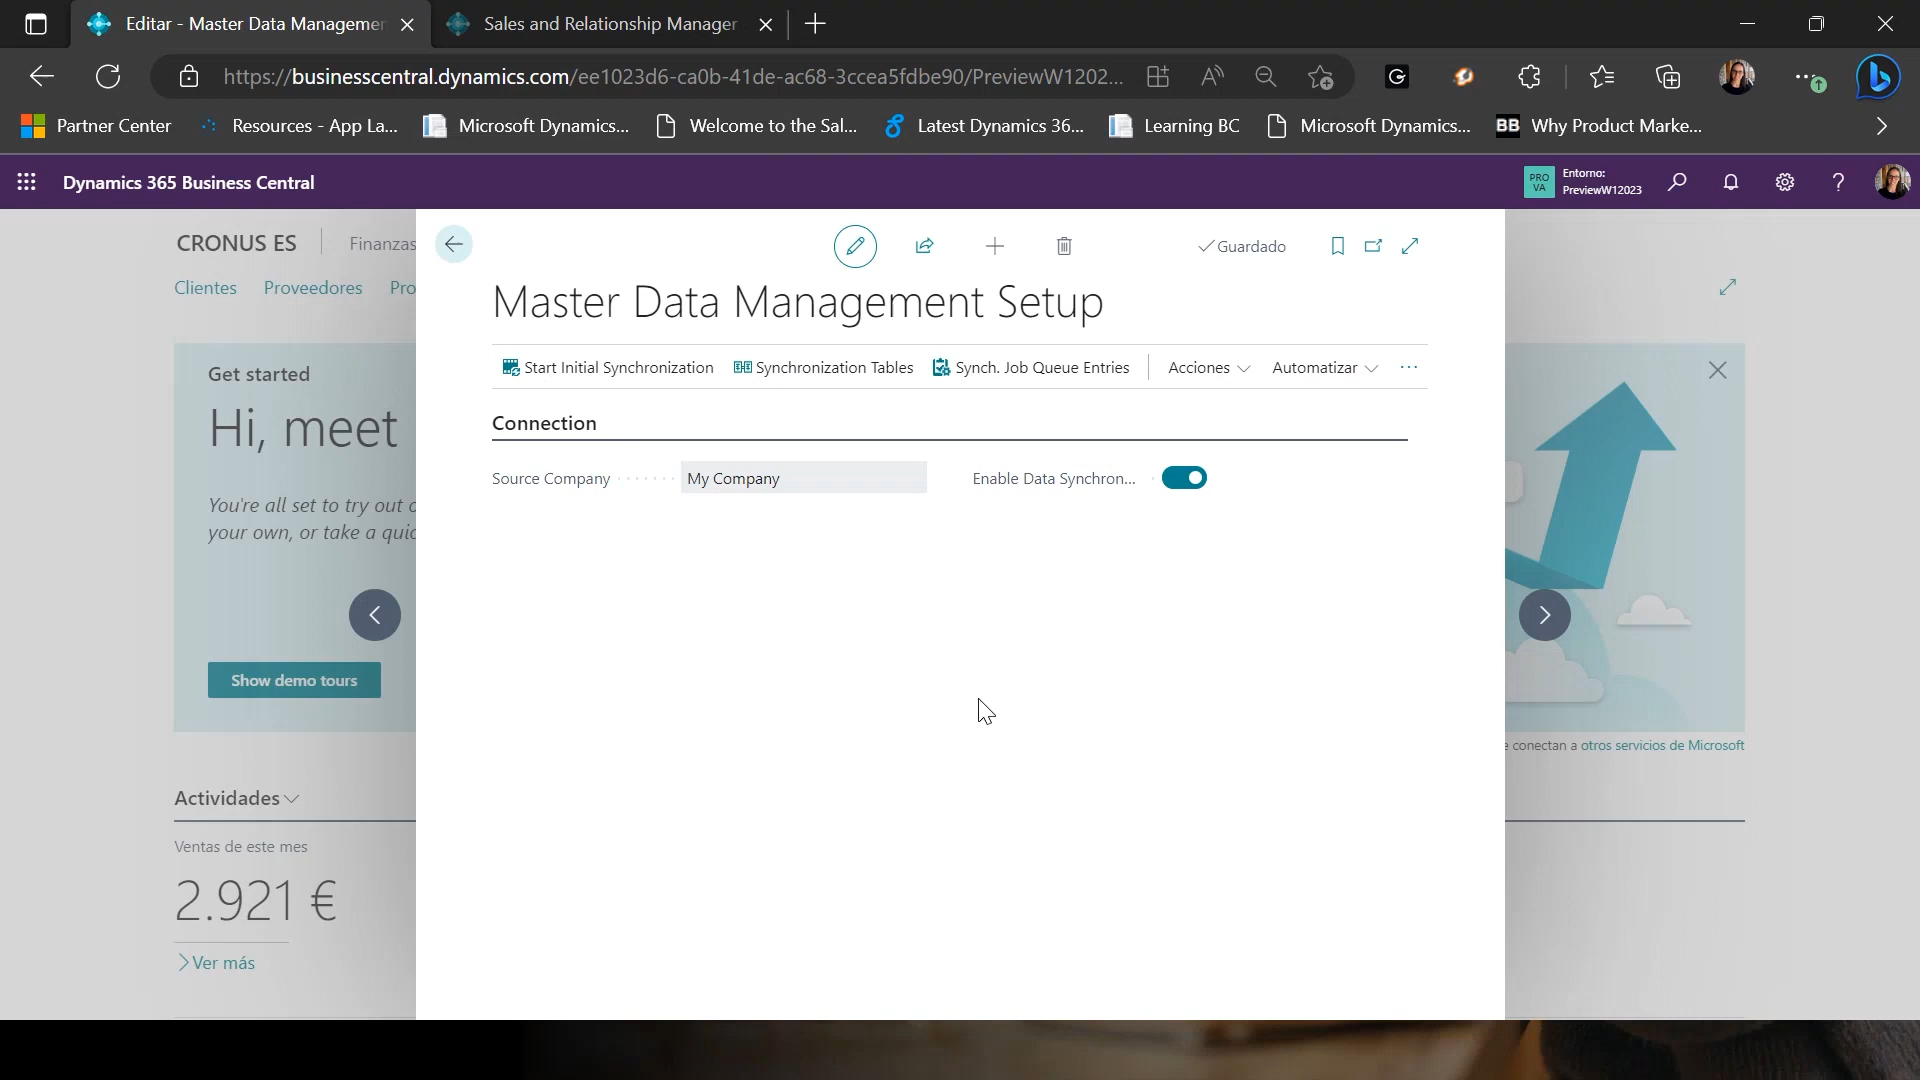 Editar - Master Data Managemen
Sales and Relationship Manager
https://businesscentral.dynamics.com/ee1023d6-ca0b-41de-ac68-3ccea5fdbe90/PreviewW1202...
Partner Center
Resources - App La...
Microsoft Dynamics...
Welcome to the Sal...
Latest Dynamics 36...
Learning BC
Microsoft Dynamics...
BB Why Product Marke...
Dynamics 365 Business Central
PRO
VA
Entorno:
PreviewW12023
CRONUS ES
Finanzas
Clientes
Proveedores
Pro
Get started
Hi, meet
You're all set to try out o
your own, or take a quic
Show demo tours
Actividades
Ventas de este mes
2.921 €
Ver más
Guardado
Master Data Management Setup
Start Initial Synchronization
Synchronization Tables
Synch. Job Queue Entries
Acciones
Automatizar
Connection
Source Company
My Company
Enable Data Synchron...
e conectan a otros servicios de Microsoft